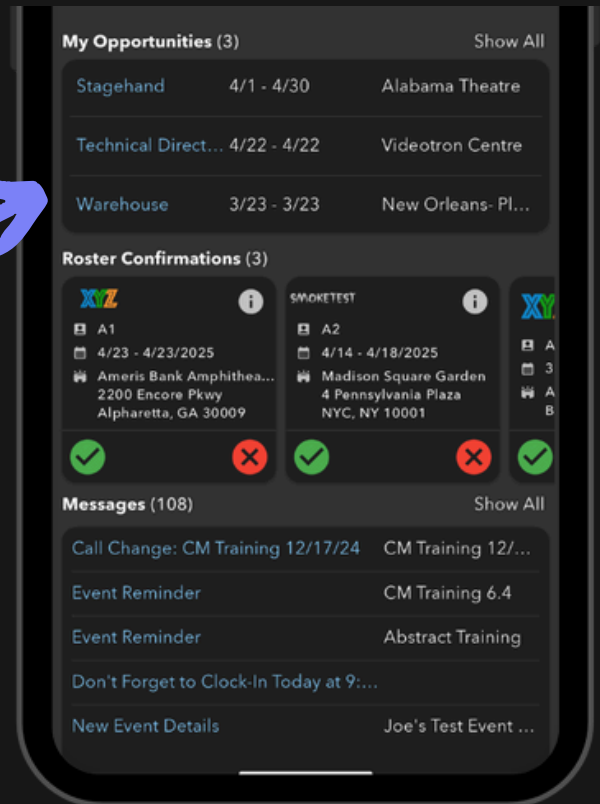 My Opportunities (3) Show All
Stagehand 4/1 - 4/30 Alabama Theatre
Technical Direct... 4/22 - 4/22 Videotron Centre
Warehouse 3/23 - 3/23 New Orleans- Pl...
Roster Confirmations (3)
XYZ
A1
4/23 - 4/23/2025
Ameris Bank Amphithea...
2200 Encore Pkwy
Alpharetta, GA 30009
SMOKETEST
A2
4/14 - 4/18/2025
Madison Square Garden
4 Pennsylvania Plaza
NYC, NY 10001
XY
A
3
A
B
Messages (108) Show All
Call Change: CM Training 12/17/24 CM Training 12/...
Event Reminder CM Training 6.4
Event Reminder Abstract Training
Don't Forget to Clock-In Today at 9:...
New Event Details Joe's Test Event ...